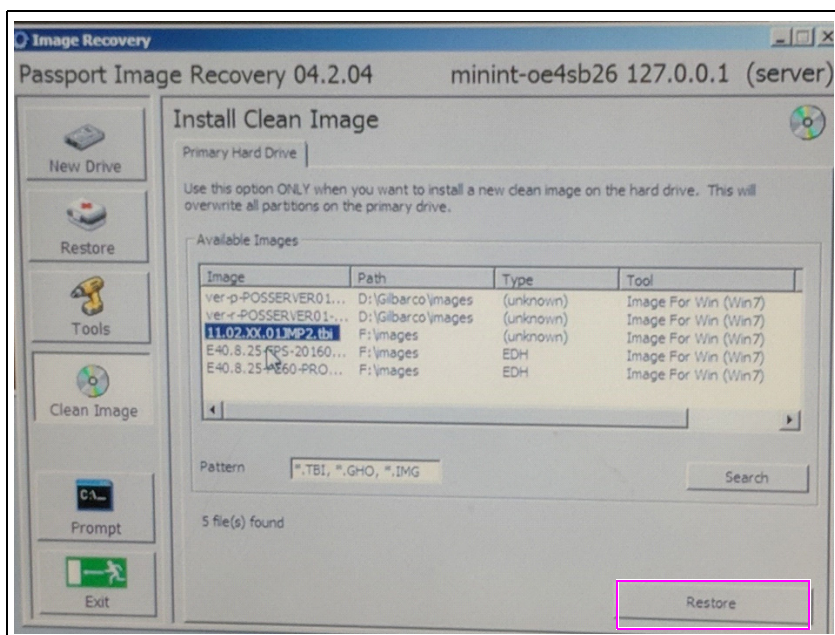 Image Recovery
Passport Image Recovery 04.2.04 minint-oe4sb26 127.0.0.1 (server)
New Drive
Restore
Tools
Clean Image
C:\_
Prompt
Exit
Install Clean Image
Primary Hard Drive
Use this option ONLY when you want to install a new clean image on the hard drive. This will
overwrite all partitions on the primary drive.
Available Images
Image Path Type Tool
ver-p-POSSERVER01... D:\Gilbarco\images (unknown) Image For Win (Win7)
ver-r-POSSERVER01-... D:\Gilbarco\images (unknown) Image For Win (Win7)
11.02.XX.01JMP2.tbi F:\images (unknown) Image For Win (Win7)
F:\images EDH Image For Win (Win7)
F:\images EDH Image For Win (Win7)
Pattern *.TBI, *.GHO, *.IMG
Search
5 file(s) found
Restore